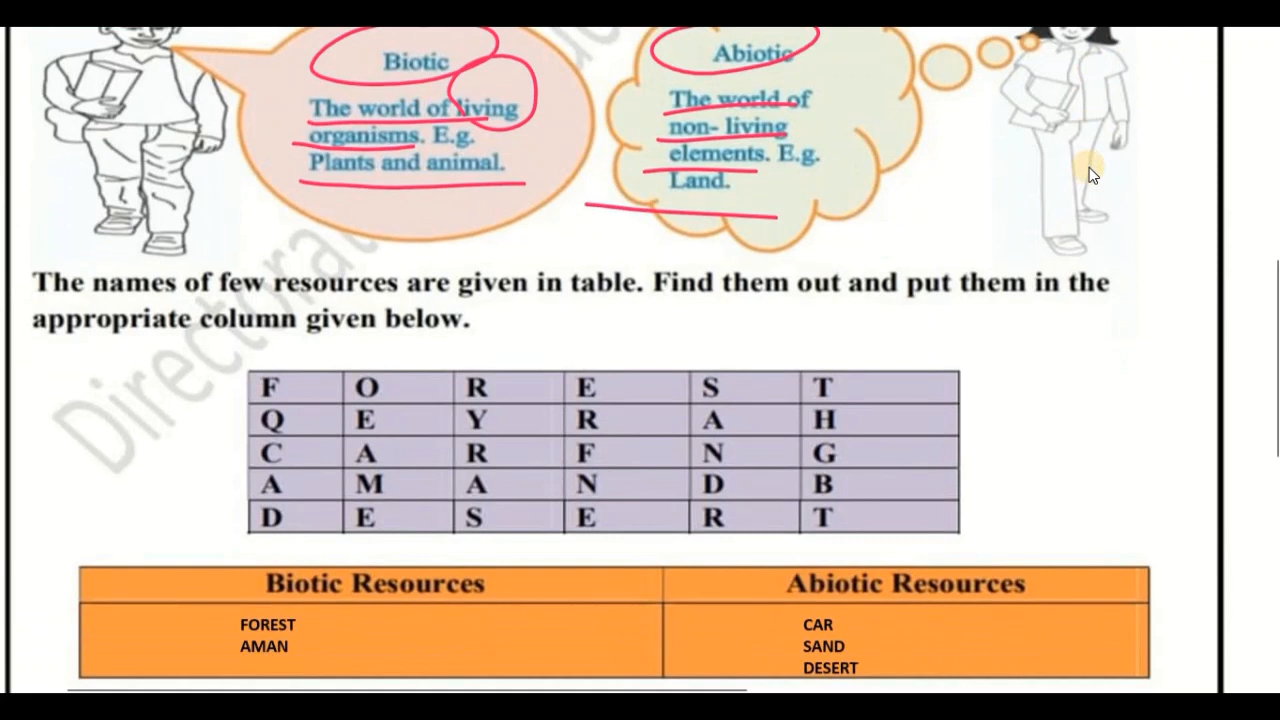 Biotic
The world of living
organisms. E.g.
Plants and animal.
Abiotic
The world of
non- living
elements. E.g.
Land.
The names of few resources are given in table. Find them out and put them in the
appropriate column given below.
F O R E S T
Q E Y R A H
C A R F N G
A M A N D B
D E S E R T
Biotic Resources Abiotic Resources
FOREST CAR
AMAN SAND
DESERT